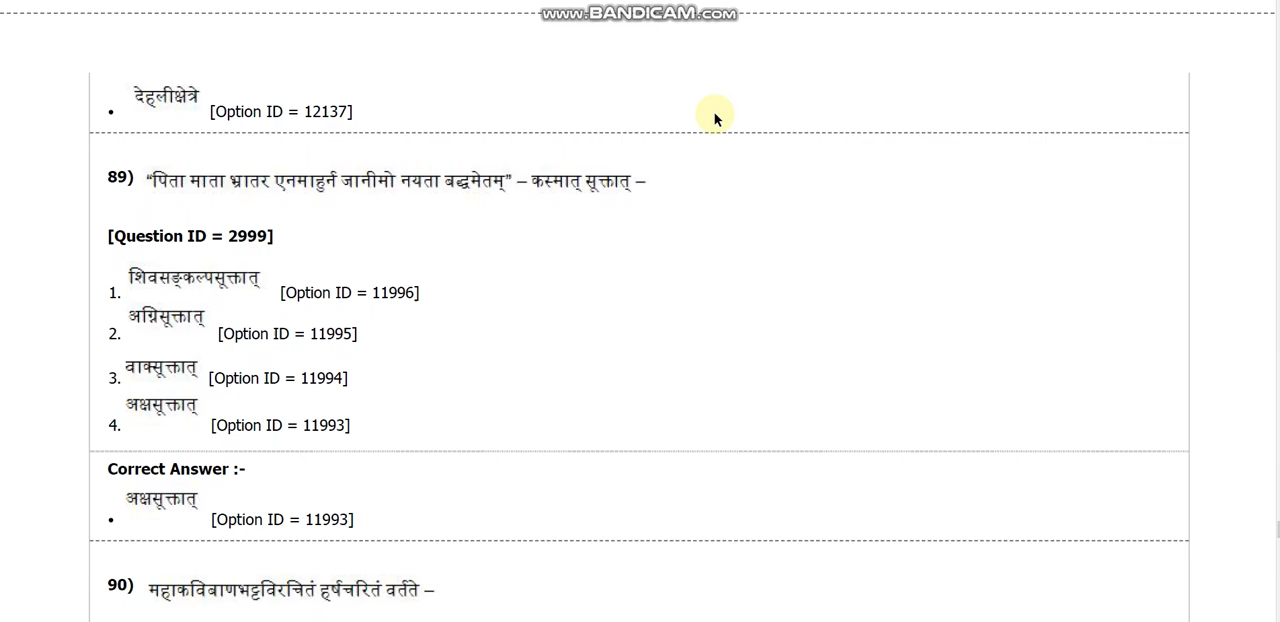 www.BANDICAM.com
देहलीक्षेत्रे
• [Option ID = 12137]
89) “पिता माता भ्रातर एनमाहुर्न जानीमो नयता बद्धमेतम्” – कस्मात् सूक्तात् –
[Question ID = 2999]
शिवसङ्कल्पसूक्तात्
1. [Option ID = 11996]
अग्निसूक्तात्
2. [Option ID = 11995]
वाक्सूक्तात्
3. [Option ID = 11994]
अक्षसूक्तात्
4. [Option ID = 11993]
Correct Answer :-
अक्षसूक्तात्
• [Option ID = 11993]
90) महाकविबाणभट्टविरचितं हर्षचरितं वर्तते –